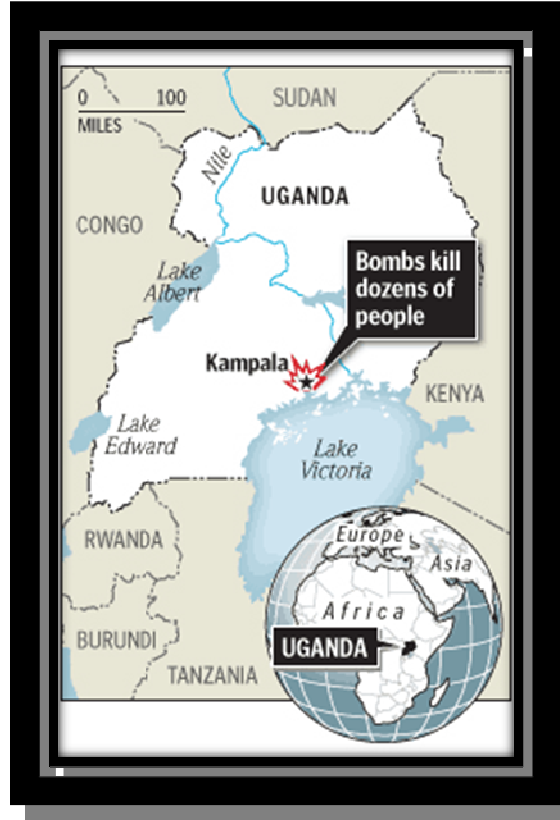 0 100
MILES
SUDAN
Nile
UGANDA
CONGO
Bombs kill
dozens of
people
Lake
Albert
Kampala
KENYA
Lake
Edward
Lake
Victoria
RWANDA
Europe
Asia
Africa
UGANDA
BURUNDI
TANZANIA